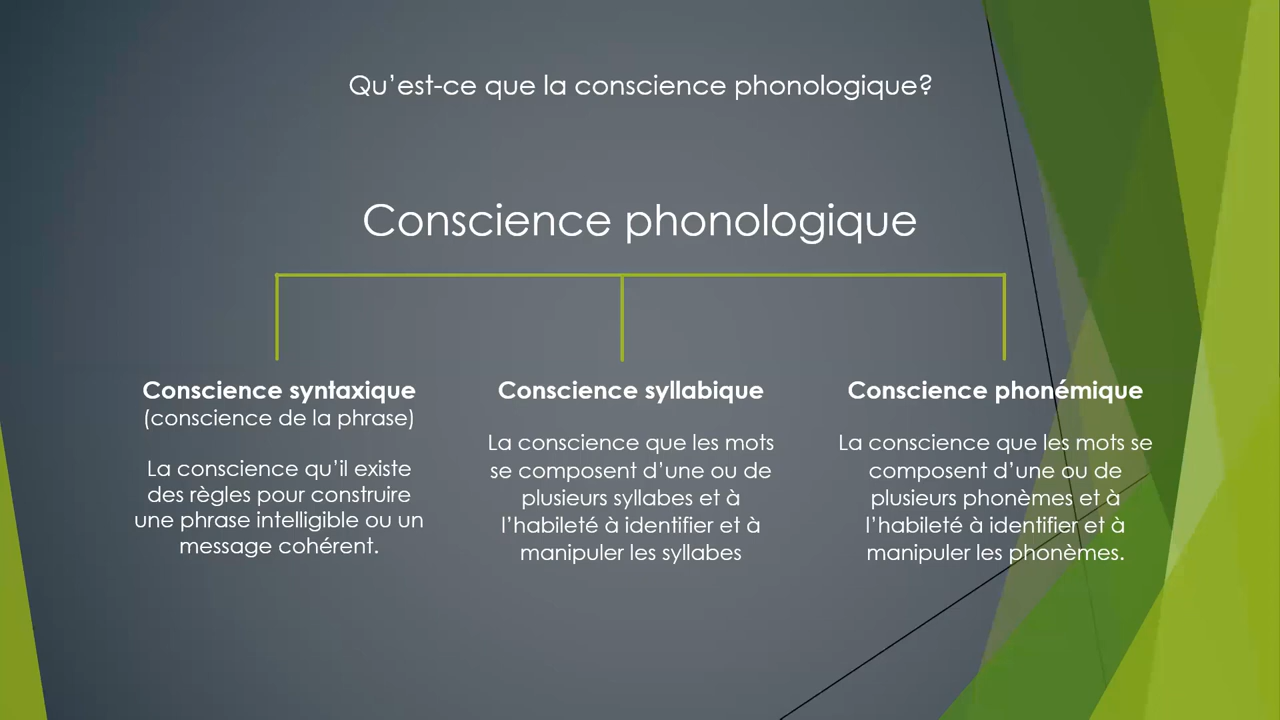 Qu’est-ce que la conscience phonologique?
Conscience phonologique
Conscience syntaxique
(conscience de la phrase)
La conscience qu’il existe
des règles pour construire
une phrase intelligible ou un
message cohérent.
Conscience syllabique
La conscience que les mots
se composent d’une ou de
plusieurs syllabes et à
l’habileté à identifier et à
manipuler les syllabes
Conscience phonémique
La conscience que les mots se
composent d’une ou de
plusieurs phonèmes et à
l’habileté à identifier et à
manipuler les phonèmes.